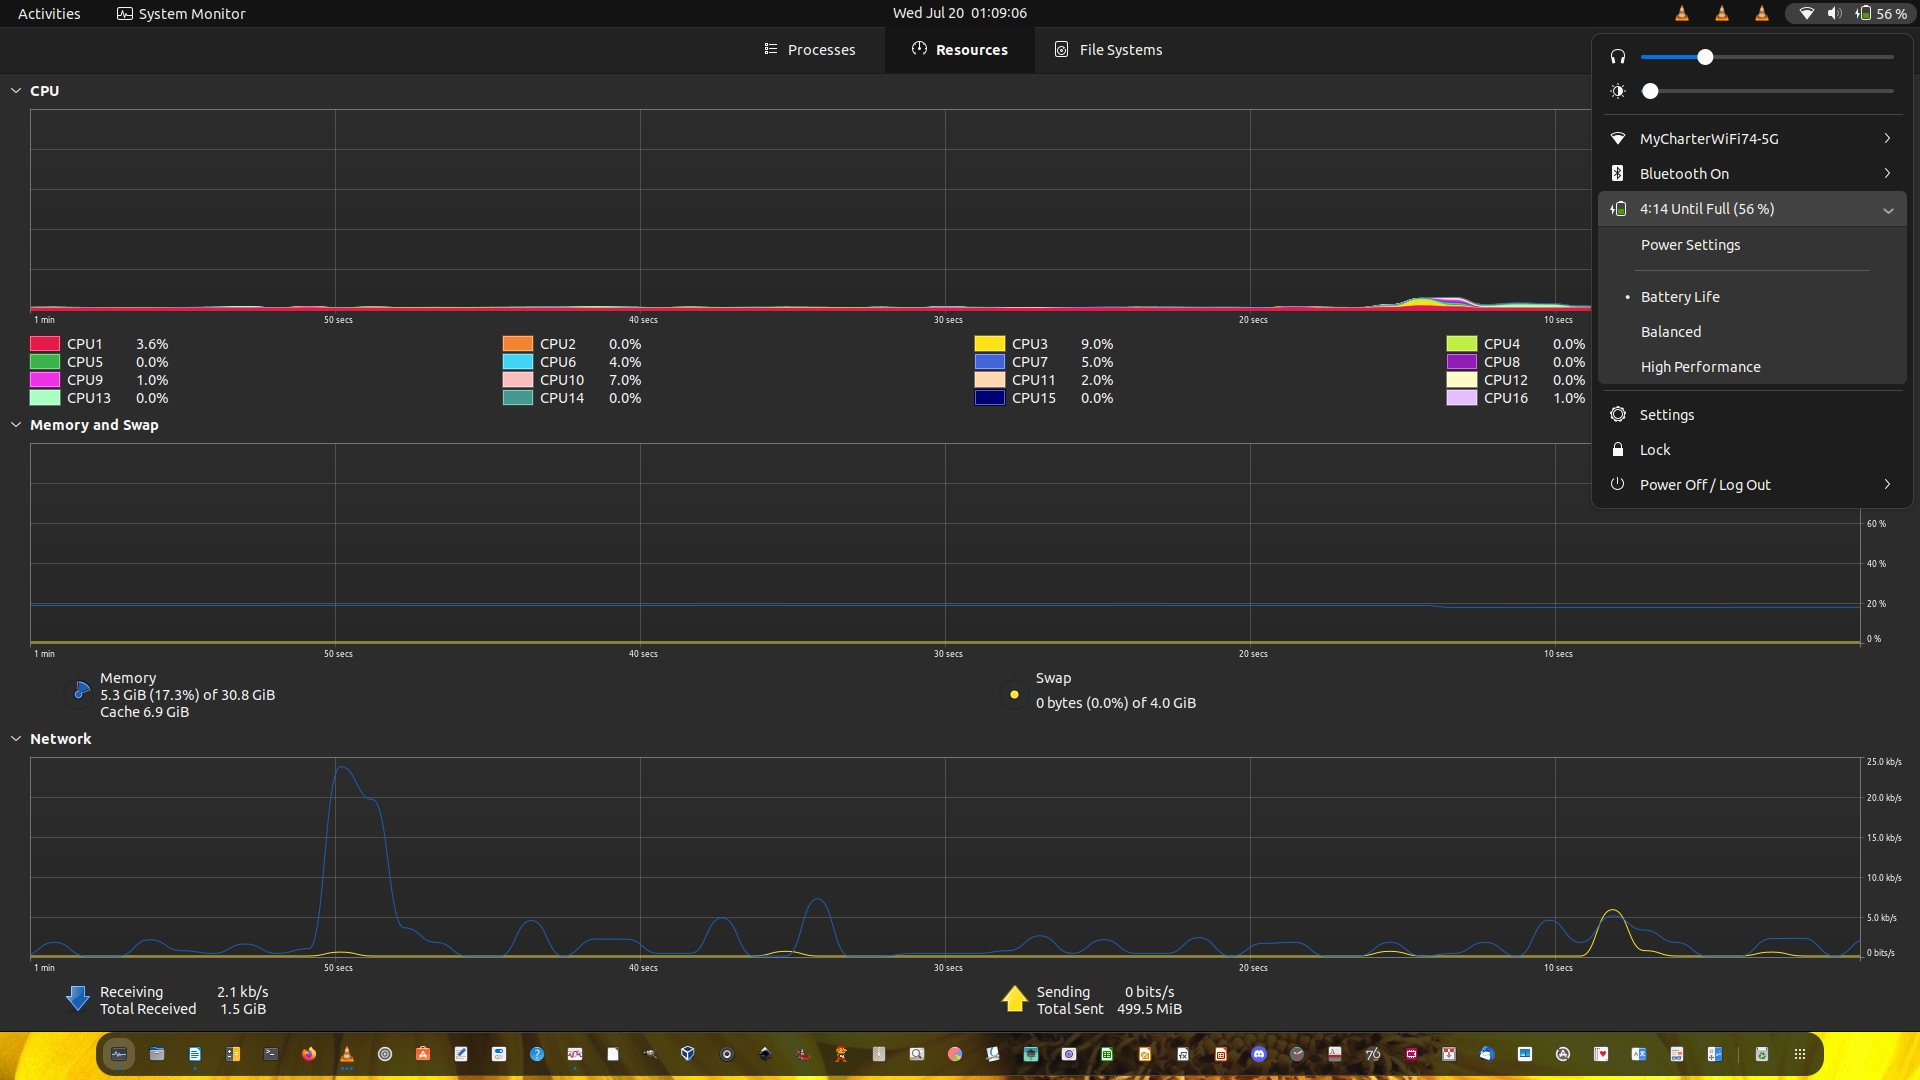 Activities
System Monitor
Wed Jul 20 01:09:06
56 %
Processes
Resources
File Systems
CPU
1 min 50 secs 40 secs 30 secs 20 secs 10 secs
CPU1 3.6% CPU2 0.0% CPU3 9.0% CPU4 0.0%
CPU5 0.0% CPU6 4.0% CPU7 5.0% CPU8 0.0%
CPU9 1.0% CPU10 7.0% CPU11 2.0% CPU12 0.0%
CPU13 0.0% CPU14 0.0% CPU15 0.0% CPU16 1.0%
MyCharterWiFi74-5G
Bluetooth On
4:14 Until Full (56 %)
Power Settings
• Battery Life
Balanced
High Performance
Settings
Lock
Power Off / Log Out
Memory and Swap
60 %
40 %
20 %
0 %
1 min 50 secs 40 secs 30 secs 20 secs 10 secs
Memory
5.3 GiB (17.3%) of 30.8 GiB
Cache 6.9 GiB
Swap
0 bytes (0.0%) of 4.0 GiB
Network
25.0 kb/s
20.0 kb/s
15.0 kb/s
10.0 kb/s
5.0 kb/s
0 bits/s
1 min 50 secs 40 secs 30 secs 20 secs 10 secs
Receiving 2.1 kb/s
Total Received 1.5 GiB
Sending 0 bits/s
Total Sent 499.5 MiB